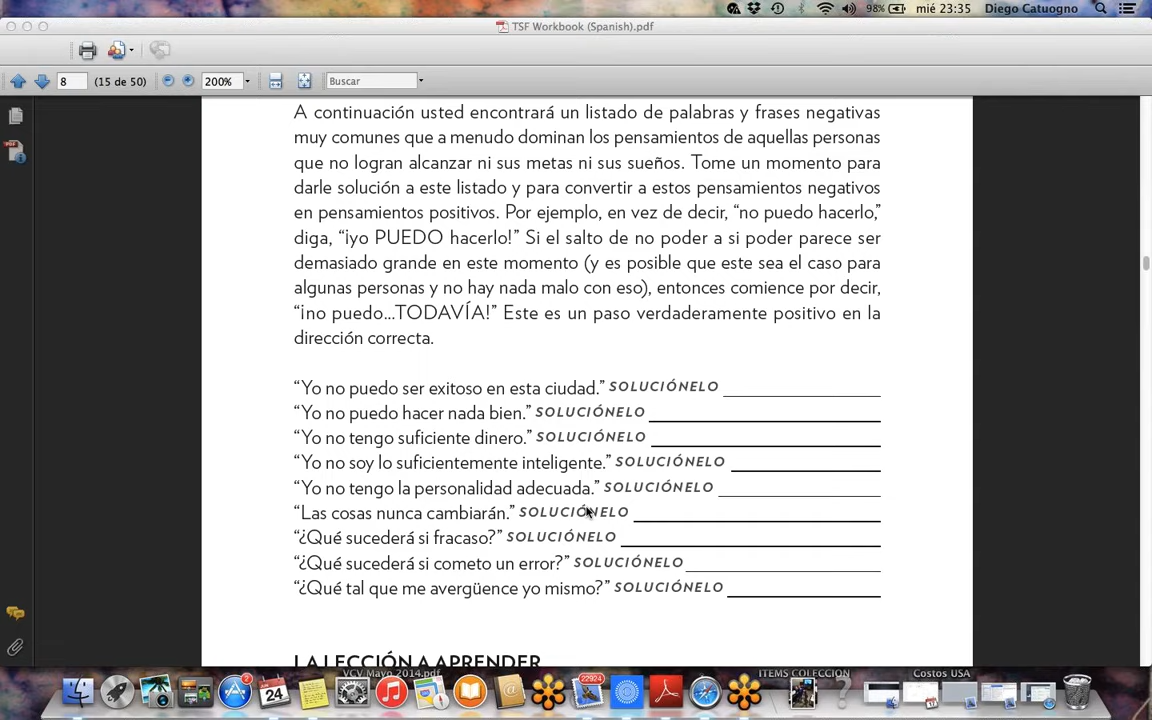 98% mié 23:35 Diego Catuogno
TSF Workbook (Spanish).pdf
8 (15 de 50) 200% Buscar
A continuación usted encontrará un listado de palabras y frases negativas
muy comunes que a menudo dominan los pensamientos de aquellas personas
que no logran alcanzar ni sus metas ni sus sueños. Tome un momento para
darle solución a este listado y para convertir a estos pensamientos negativos
en pensamientos positivos. Por ejemplo, en vez de decir, “no puedo hacerlo,”
diga, “¡yo PUEDO hacerlo!” Si el salto de no poder a si poder parece ser
demasiado grande en este momento (y es posible que este sea el caso para
algunas personas y no hay nada malo con eso), entonces comience por decir,
“¡no puedo...TODAVÍA!” Este es un paso verdaderamente positivo en la
dirección correcta.
“Yo no puedo ser exitoso en esta ciudad.” SOLUCIÓNELO
“Yo no puedo hacer nada bien.” SOLUCIÓNELO
“Yo no tengo suficiente dinero.” SOLUCIÓNELO
“Yo no soy lo suficientemente inteligente.” SOLUCIÓNELO
“Yo no tengo la personalidad adecuada.” SOLUCIÓNELO
“Las cosas nunca cambiarán.” SOLUCIÓNELO
“¿Qué sucederá si fracaso?” SOLUCIÓNELO
“¿Qué sucederá si cometo un error?” SOLUCIÓNELO
“¿Qué tal que me avergüence yo mismo?” SOLUCIÓNELO
LA LECCIÓN A APRENDER
VCV Mayo 2014.pdf ITEMS COLECCION Costos USA
2 24 22924